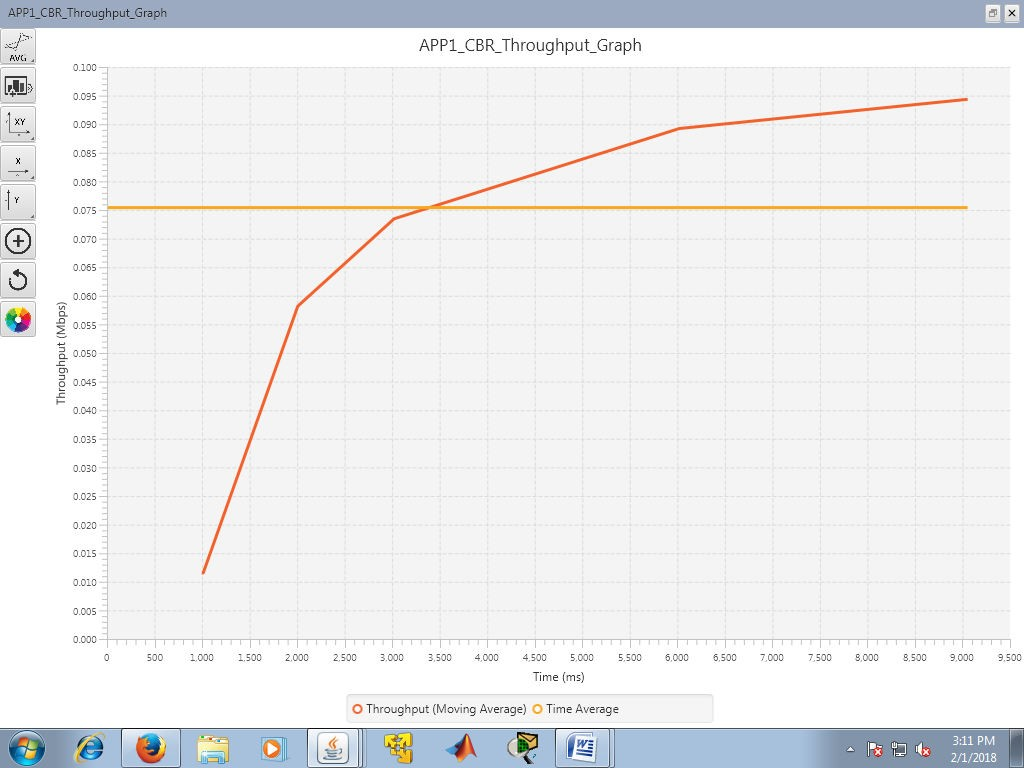 APP1_CBR_Throughput_Graph
APP1_CBR_Throughput_Graph
AVG
XY
X
Y
0.100
0.095
0.090
0.085
0.080
0.075
0.070
0.065
0.060
0.055
0.050
0.045
0.040
0.035
0.030
0.025
0.020
0.015
0.010
0.005
0.000
Throughput (Mbps)
0 500 1,000 1,500 2,000 2,500 3,000 3,500 4,000 4,500 5,000 5,500 6,000 6,500 7,000 7,500 8,000 8,500 9,000 9,500
Time (ms)
Throughput (Moving Average) Time Average
3:11 PM
2/1/2018